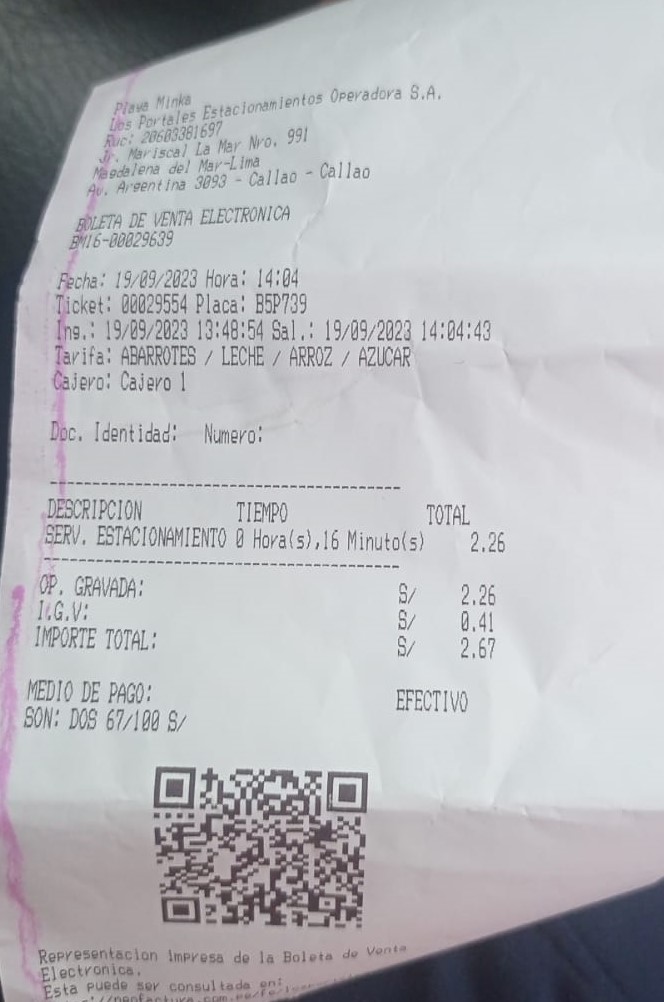 Playa Minka
Los Portales Estacionamientos Operadora S.A.
Ruc: 20603381697
Jr. Mariscal La Mar Nro. 991
Magdalena del Mar-Lima
Av. Argentina 3093 - Callao - Callao
BOLETA DE VENTA ELECTRONICA
BM16-00029639
Fecha: 19/09/2023 Hora: 14:04
Ticket: 00029554 Placa: B5P739
Ing.: 19/09/2023 13:48:54 Sal.: 19/09/2023 14:04:43
Tarifa: ABARROTES / LECHE / ARROZ / AZUCAR
Cajero: Cajero 1
Doc. Identidad: Numero:
DESCRIPCION TIEMPO TOTAL
SERV. ESTACIONAMIENTO 0 Hora(s),16 Minuto(s) 2.26
OP. GRAVADA: S/ 2.26
I.G.V: S/ 0.41
IMPORTE TOTAL: S/ 2.67
MEDIO DE PAGO: EFECTIVO
SON: DOS 67/100 S/
Representacion Impresa de la Boleta de Venta
Electronica.
Esta puede ser consultada en: